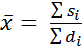 x̄ = Σ sᵢ / Σ dᵢ